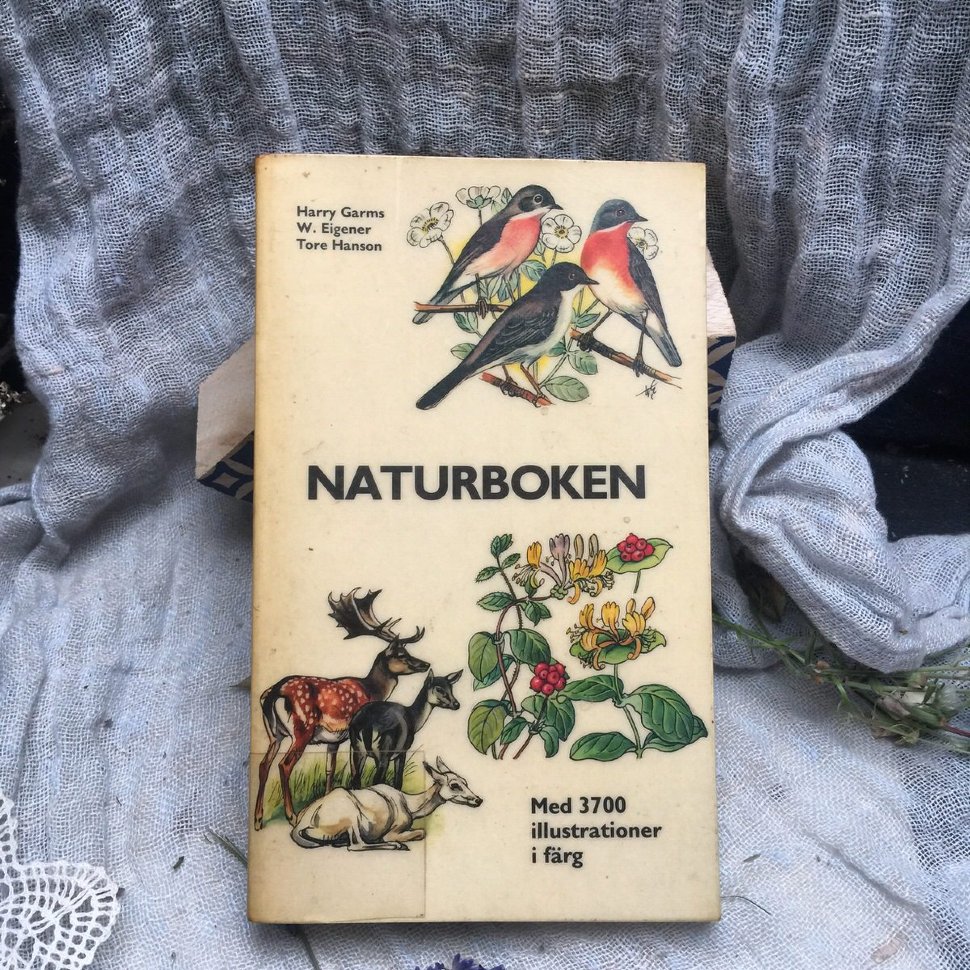 Harry Garms
W. Eigener
Tore Hanson
NATURBOKEN
Med 3700
illustrationer
i färg